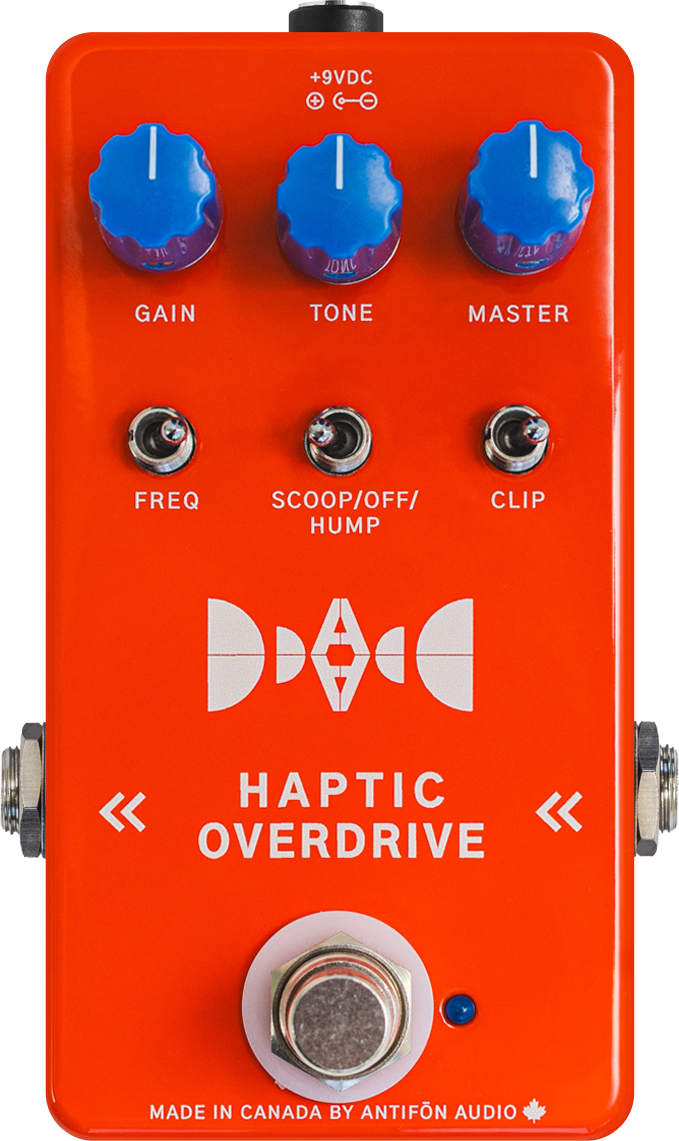 +9VDC
GAIN TONE MASTER
FREQ SCOOP/OFF/ CLIP
HUMP
HAPTIC
OVERDRIVE
MADE IN CANADA BY ANTIFŌN AUDIO